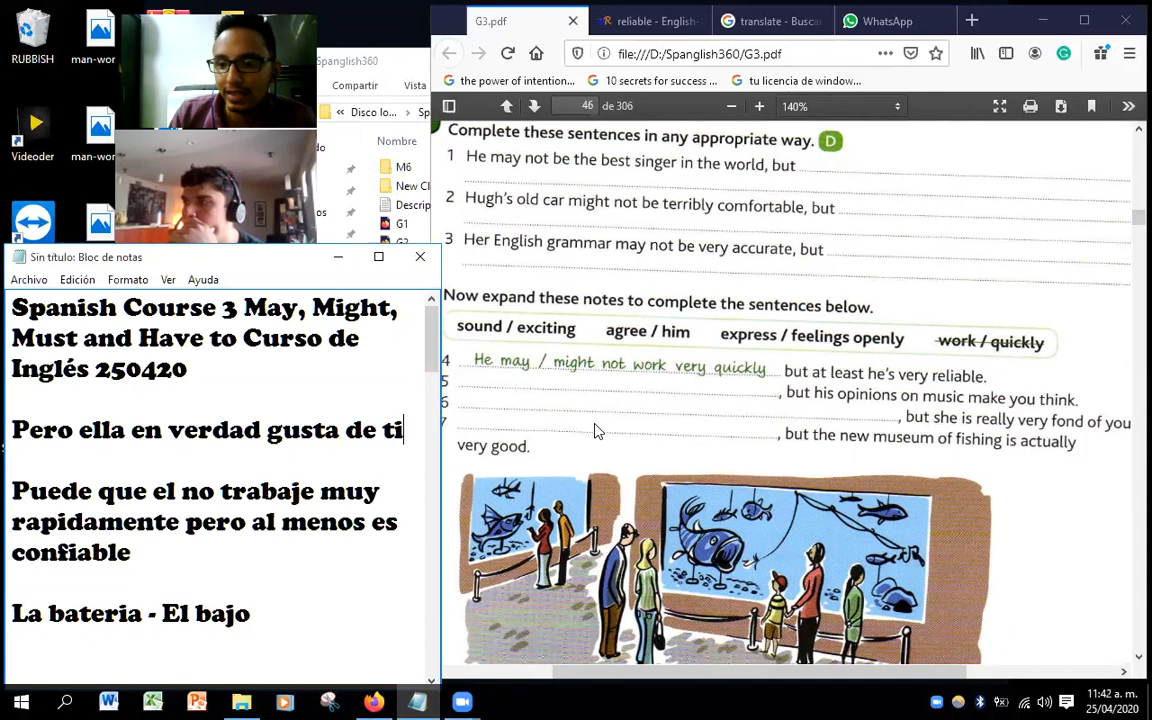 RUBBISH
man-wor
Videoder
man-wor
Spanglish360
Compartir
Vista
Disco lo...
Sp
Nombre
M6
New Cl
Descrip
G1
G3.pdf
reliable - English-
translate - Busca
WhatsApp
file:///D:/Spanglish360/G3.pdf
the power of intention...
10 secrets for success ...
tu licencia de window...
46 de 306
140%
Complete these sentences in any appropriate way. D
1 He may not be the best singer in the world, but
2 Hugh's old car might not be terribly comfortable, but
3 Her English grammar may not be very accurate, but
Now expand these notes to complete the sentences below.
sound / exciting agree / him express / feelings openly work / quickly
4 He may / might not work very quickly but at least he's very reliable.
5 , but his opinions on music make you think.
6 , but she is really very fond of you
7 , but the new museum of fishing is actually
very good.
Sin título: Bloc de notas
Archivo Edición Formato Ver Ayuda
Spanish Course 3 May, Might,
Must and Have to Curso de
Inglés 250420
Pero ella en verdad gusta de ti
Puede que el no trabaje muy
rapidamente pero al menos es
confiable
La bateria - El bajo
11:42 a. m.
25/04/2020